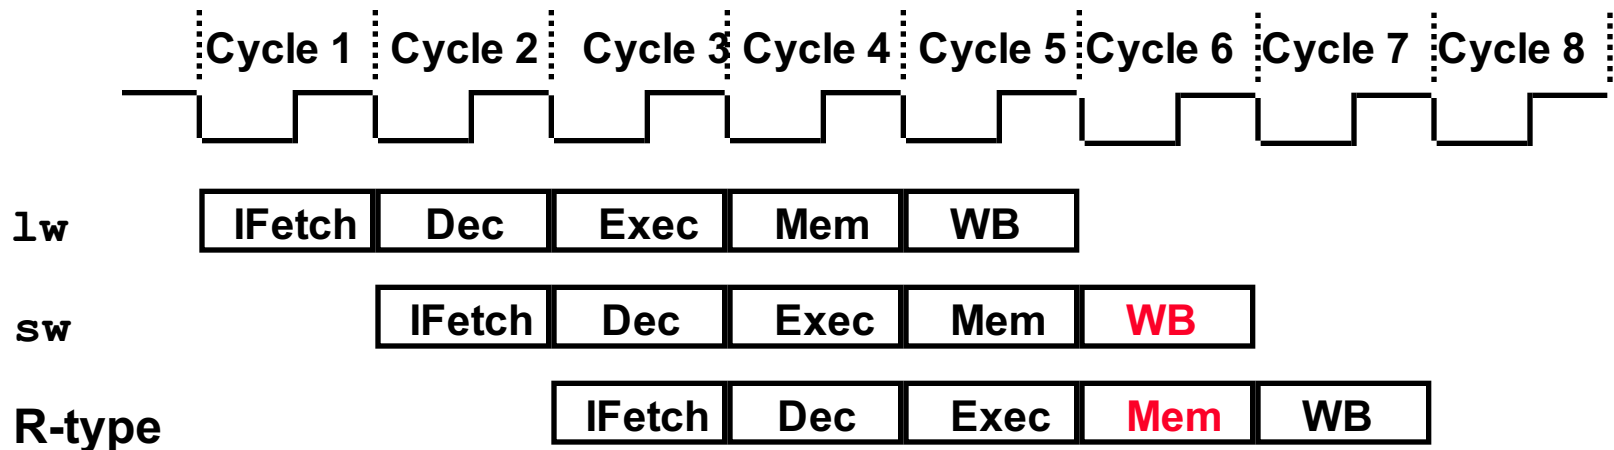 Cycle 1 Cycle 2 Cycle 3 Cycle 4 Cycle 5 Cycle 6 Cycle 7 Cycle 8
lw IFetch Dec Exec Mem WB
sw IFetch Dec Exec Mem WB
R-type IFetch Dec Exec Mem WB